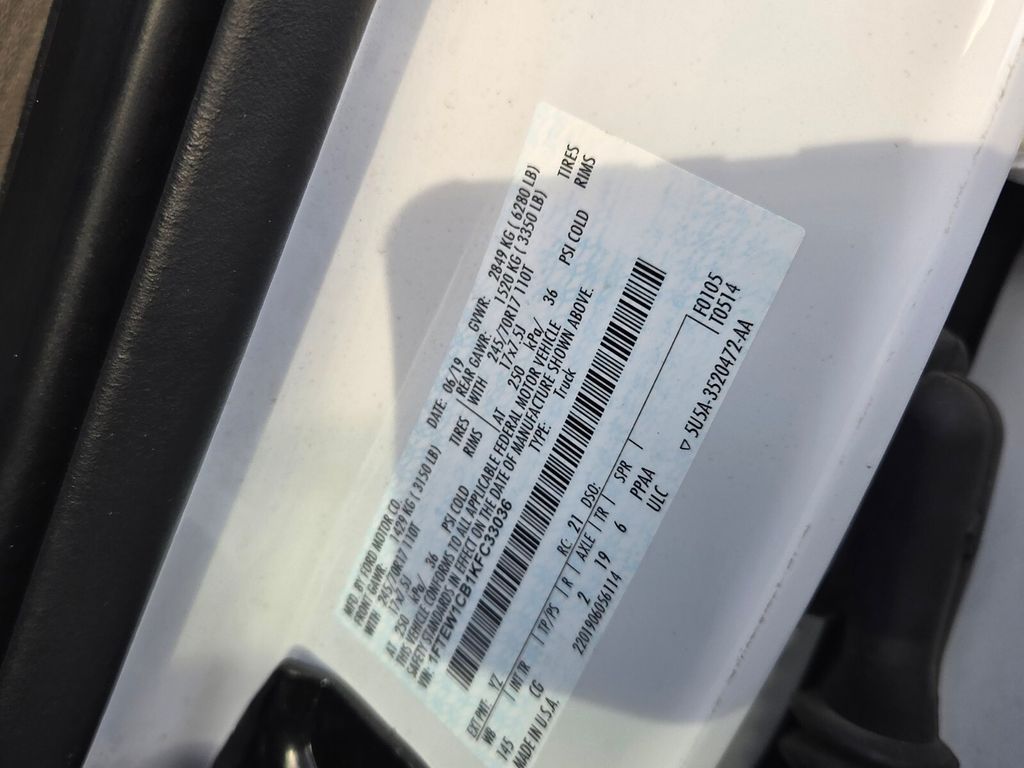 MFD. BY FORD MOTOR CO.
DATE: 06/19 GVWR: 2849 KG ( 6280 LB)
FRONT GAWR: 1429 KG ( 3150 LB) REAR GAWR: 1520 KG ( 3350 LB)
WITH 245/70R17 110T TIRES WITH 245/70R17 110T TIRES
17x7.5J RIMS 17x7.5J RIMS
AT 250 kPa/ 36 PSI COLD AT 250 kPa/ 36 PSI COLD
THIS VEHICLE CONFORMS TO ALL APPLICABLE FEDERAL MOTOR VEHICLE
SAFETY STANDARDS IN EFFECT ON THE DATE OF MANUFACTURE SHOWN ABOVE.
VIN: 1FTEW1CB1KFC33036 TYPE: Truck
EXT PNT: YZ RC: 21 DSO: F0105
WB INT TR TP/PS R AXLE TR SPR T0514
145 CG 2 19 6 PPAA
MADE IN U.S.A. 2201906056114 ULC
5U5A-3520472-AA